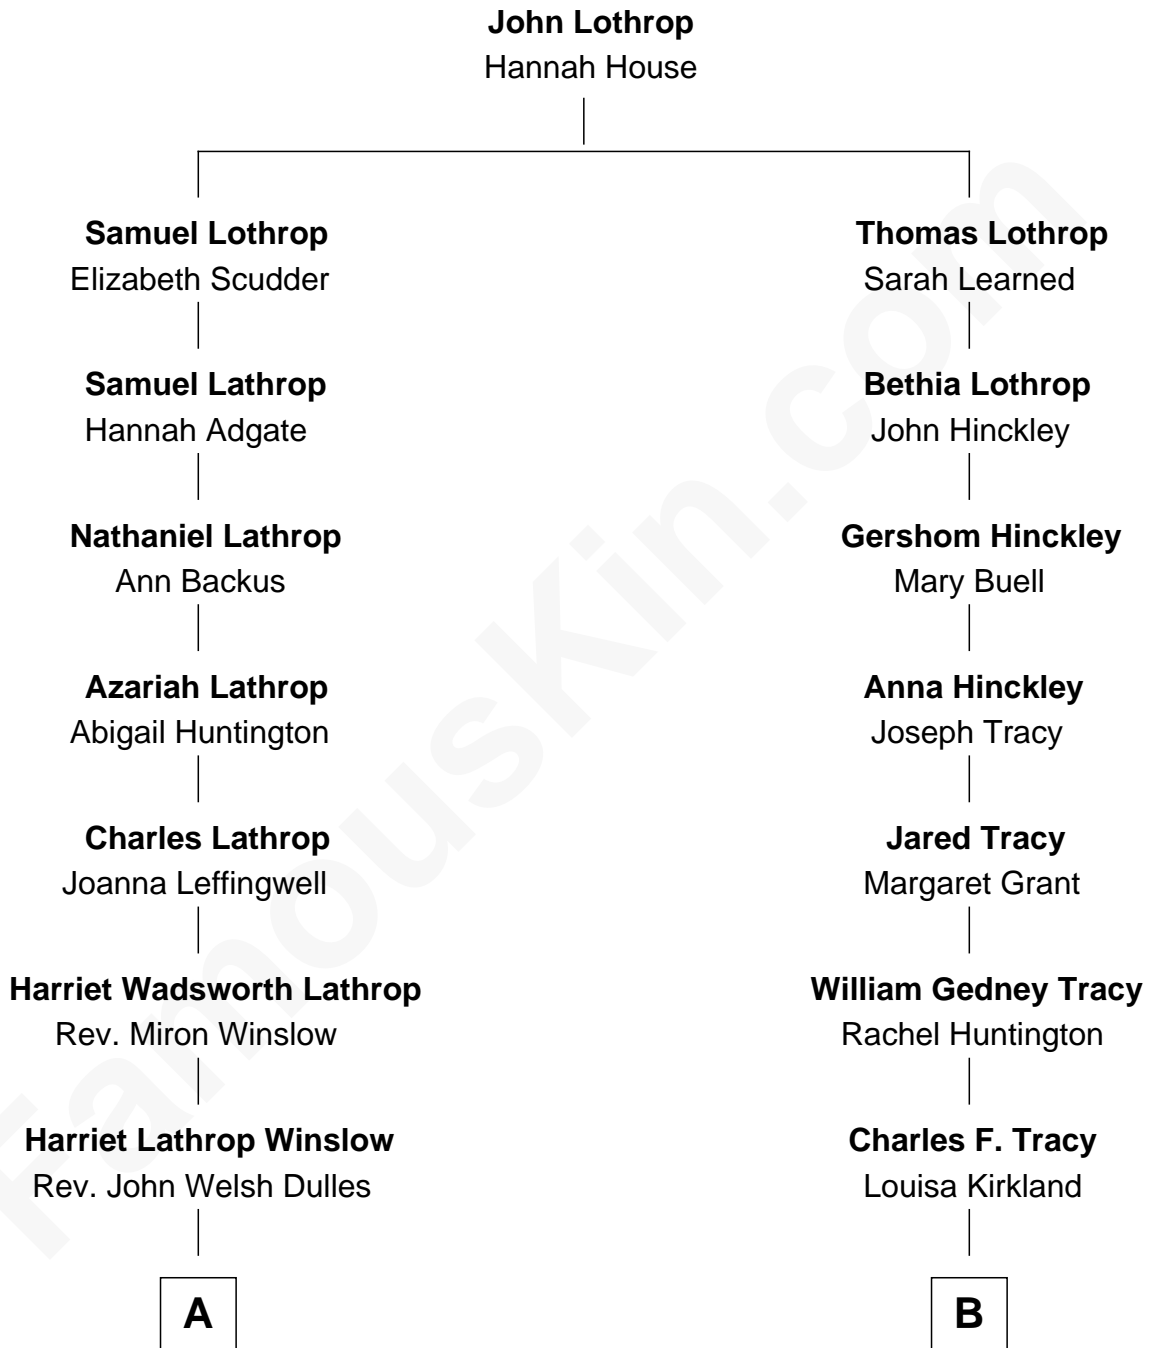 John Lothrop
Hannah House
Samuel Lothrop
Elizabeth Scudder
Thomas Lothrop
Sarah Learned
Samuel Lathrop
Hannah Adgate
Bethia Lothrop
John Hinckley
Nathaniel Lathrop
Ann Backus
Gershom Hinckley
Mary Buell
Azariah Lathrop
Abigail Huntington
Anna Hinckley
Joseph Tracy
Charles Lathrop
Joanna Leffingwell
Jared Tracy
Margaret Grant
Harriet Wadsworth Lathrop
Rev. Miron Winslow
William Gedney Tracy
Rachel Huntington
Harriet Lathrop Winslow
Rev. John Welsh Dulles
Charles F. Tracy
Louisa Kirkland
A
B
FamousKin.com